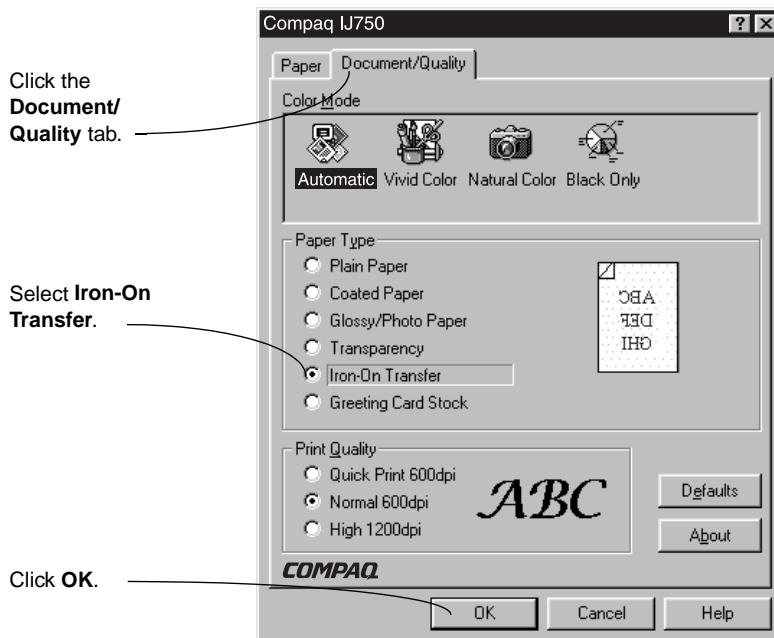 Compaq IJ750
Paper Document/Quality
Click the
Document/
Quality tab.
Color Mode
Automatic Vivid Color Natural Color Black Only
Paper Type
Plain Paper
Coated Paper
Glossy/Photo Paper
Transparency
Iron-On Transfer
Greeting Card Stock
ABC
DEF
GHI
Select Iron-On
Transfer.
Print Quality
Quick Print 600dpi
Normal 600dpi
High 1200dpi
ABC
Defaults
About
COMPAQ
Click OK.
OK Cancel Help